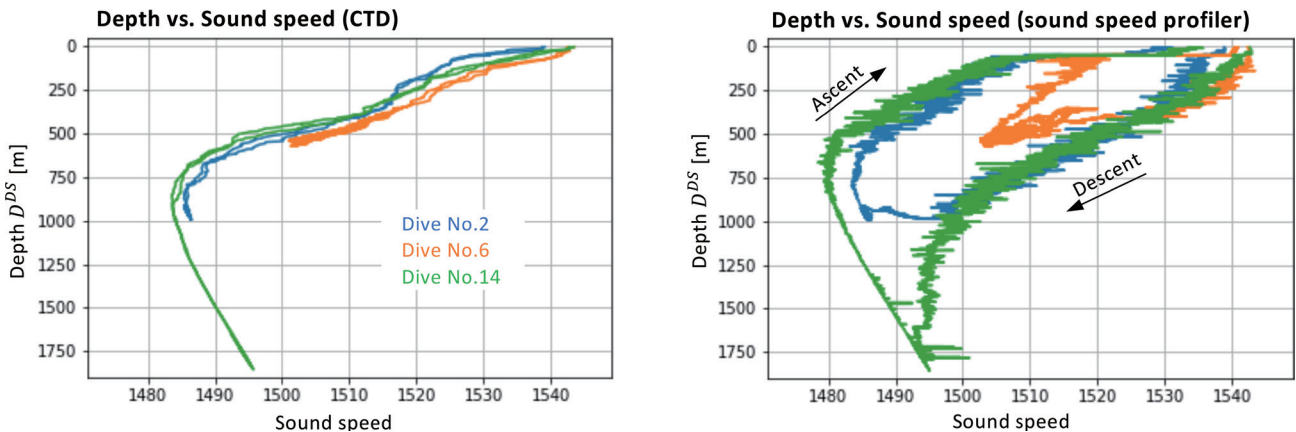 Depth vs. Sound speed (CTD)
0
250
500
750
1000
1250
1500
1750
Depth D^DS [m]
Dive No.2
Dive No.6
Dive No.14
1480 1490 1500 1510 1520 1530 1540
Sound speed
Depth vs. Sound speed (sound speed profiler)
0
250
500
750
1000
1250
1500
1750
Depth D^DS [m]
Ascent
Descent
1480 1490 1500 1510 1520 1530 1540
Sound speed